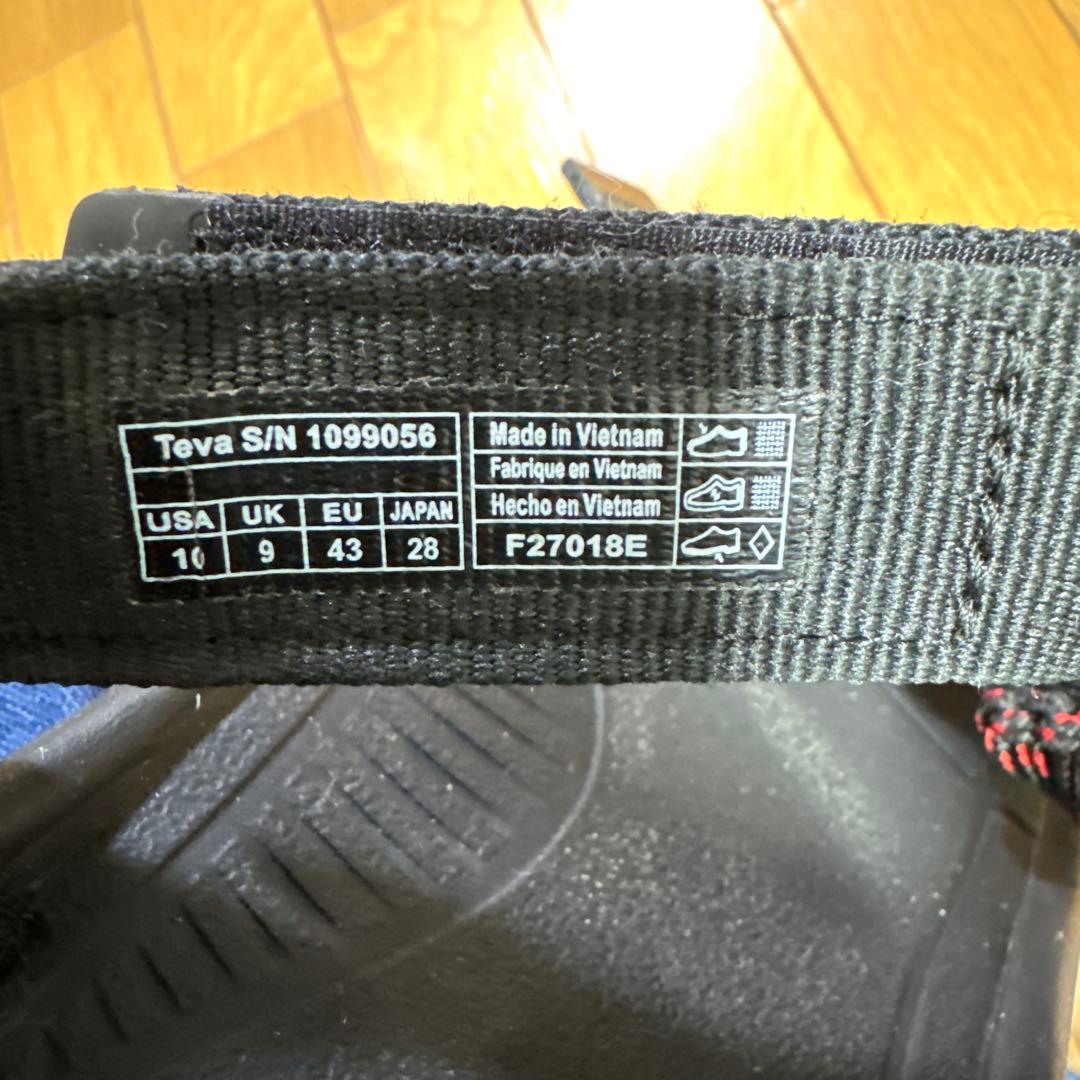 Teva S/N 1099056
USA UK EU JAPAN
10 9 43 28
Made in Vietnam
Fabrique en Vietnam
Hecho en Vietnam
F27018E